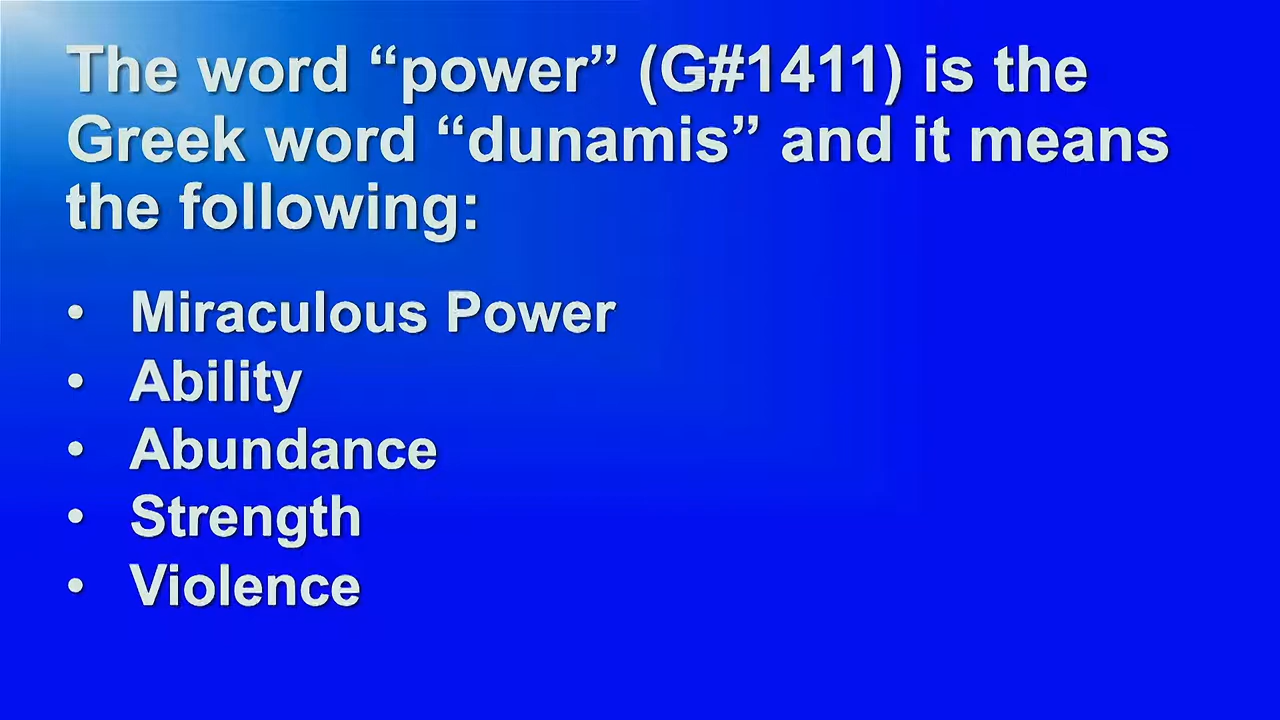 The word “power” (G#1411) is the
Greek word “dunamis” and it means
the following:
• Miraculous Power
• Ability
• Abundance
• Strength
• Violence